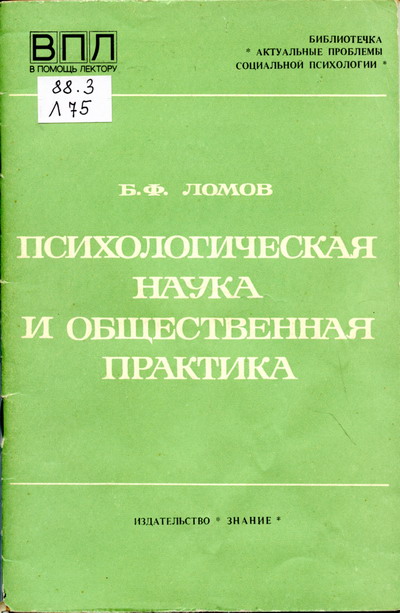 ВПЛ
В ПОМОЩЬ ЛЕКТОРУ
88.3
Л 75
БИБЛИОТЕЧКА
" АКТУАЛЬНЫЕ ПРОБЛЕМЫ
СОЦИАЛЬНОЙ ПСИХОЛОГИИ "
Б.Ф. ЛОМОВ
ПСИХОЛОГИЧЕСКАЯ
НАУКА
И ОБЩЕСТВЕННАЯ
ПРАКТИКА
ИЗДАТЕЛЬСТВО " ЗНАНИЕ "